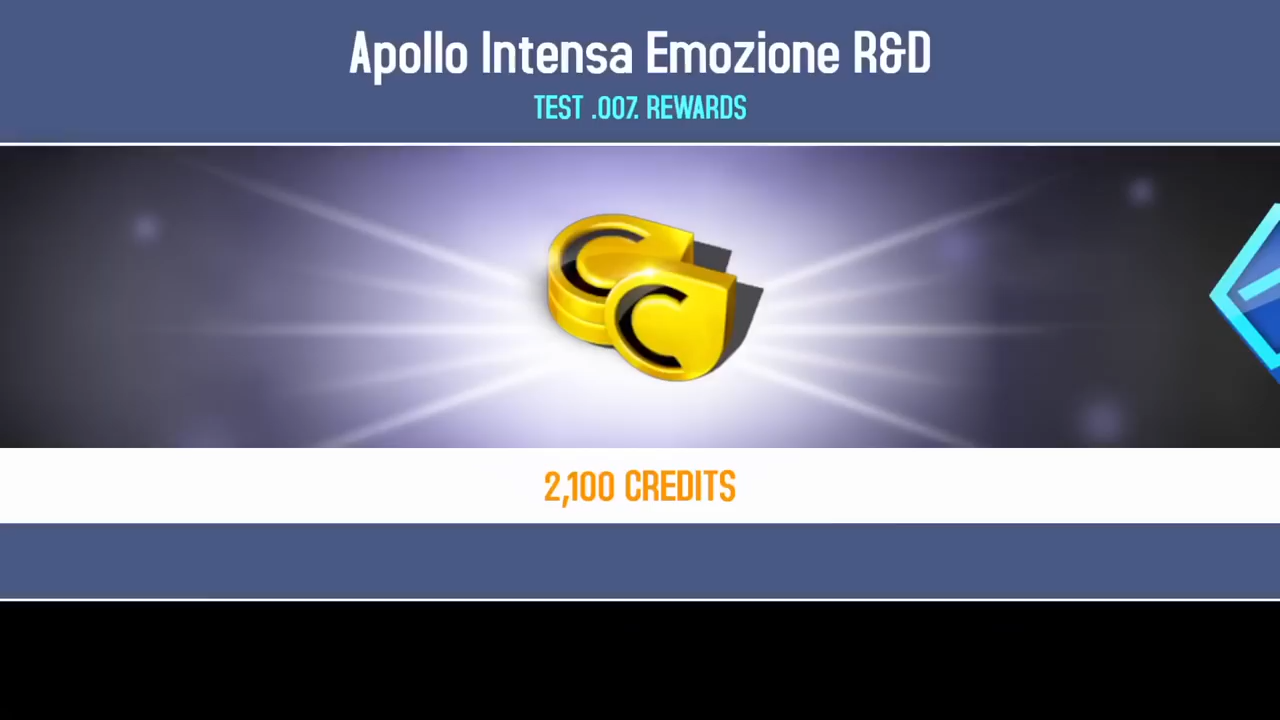 Apollo Intensa Emozione R&D
TEST .007. REWARDS
2,100 CREDITS